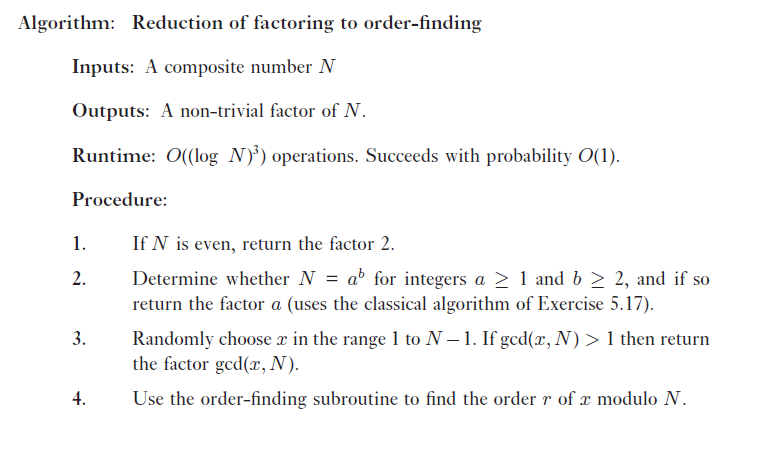 Algorithm: Reduction of factoring to order-finding
Inputs: A composite number N
Outputs: A non-trivial factor of N.
Runtime: O((log N)³) operations. Succeeds with probability O(1).
Procedure:
1. If N is even, return the factor 2.
2. Determine whether N = aᵇ for integers a ≥ 1 and b ≥ 2, and if so
return the factor a (uses the classical algorithm of Exercise 5.17).
3. Randomly choose x in the range 1 to N – 1. If gcd(x, N) > 1 then return
the factor gcd(x, N).
4. Use the order-finding subroutine to find the order r of x modulo N.